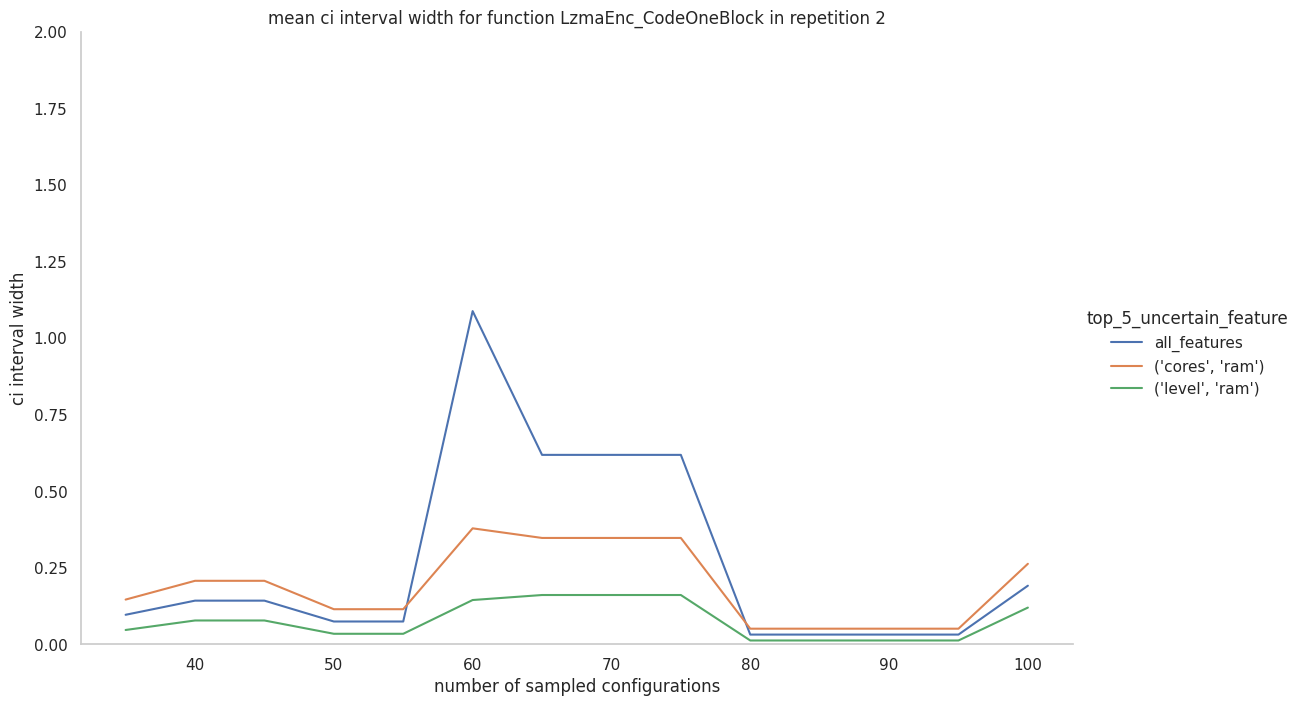 mean ci interval width for function LzmaEnc_CodeOneBlock in repetition 2
2.00
1.75
1.50
1.25
1.00
0.75
0.50
0.25
0.00
ci interval width
40 50 60 70 80 90 100
number of sampled configurations
top_5_uncertain_feature
all_features
('cores', 'ram')
('level', 'ram')